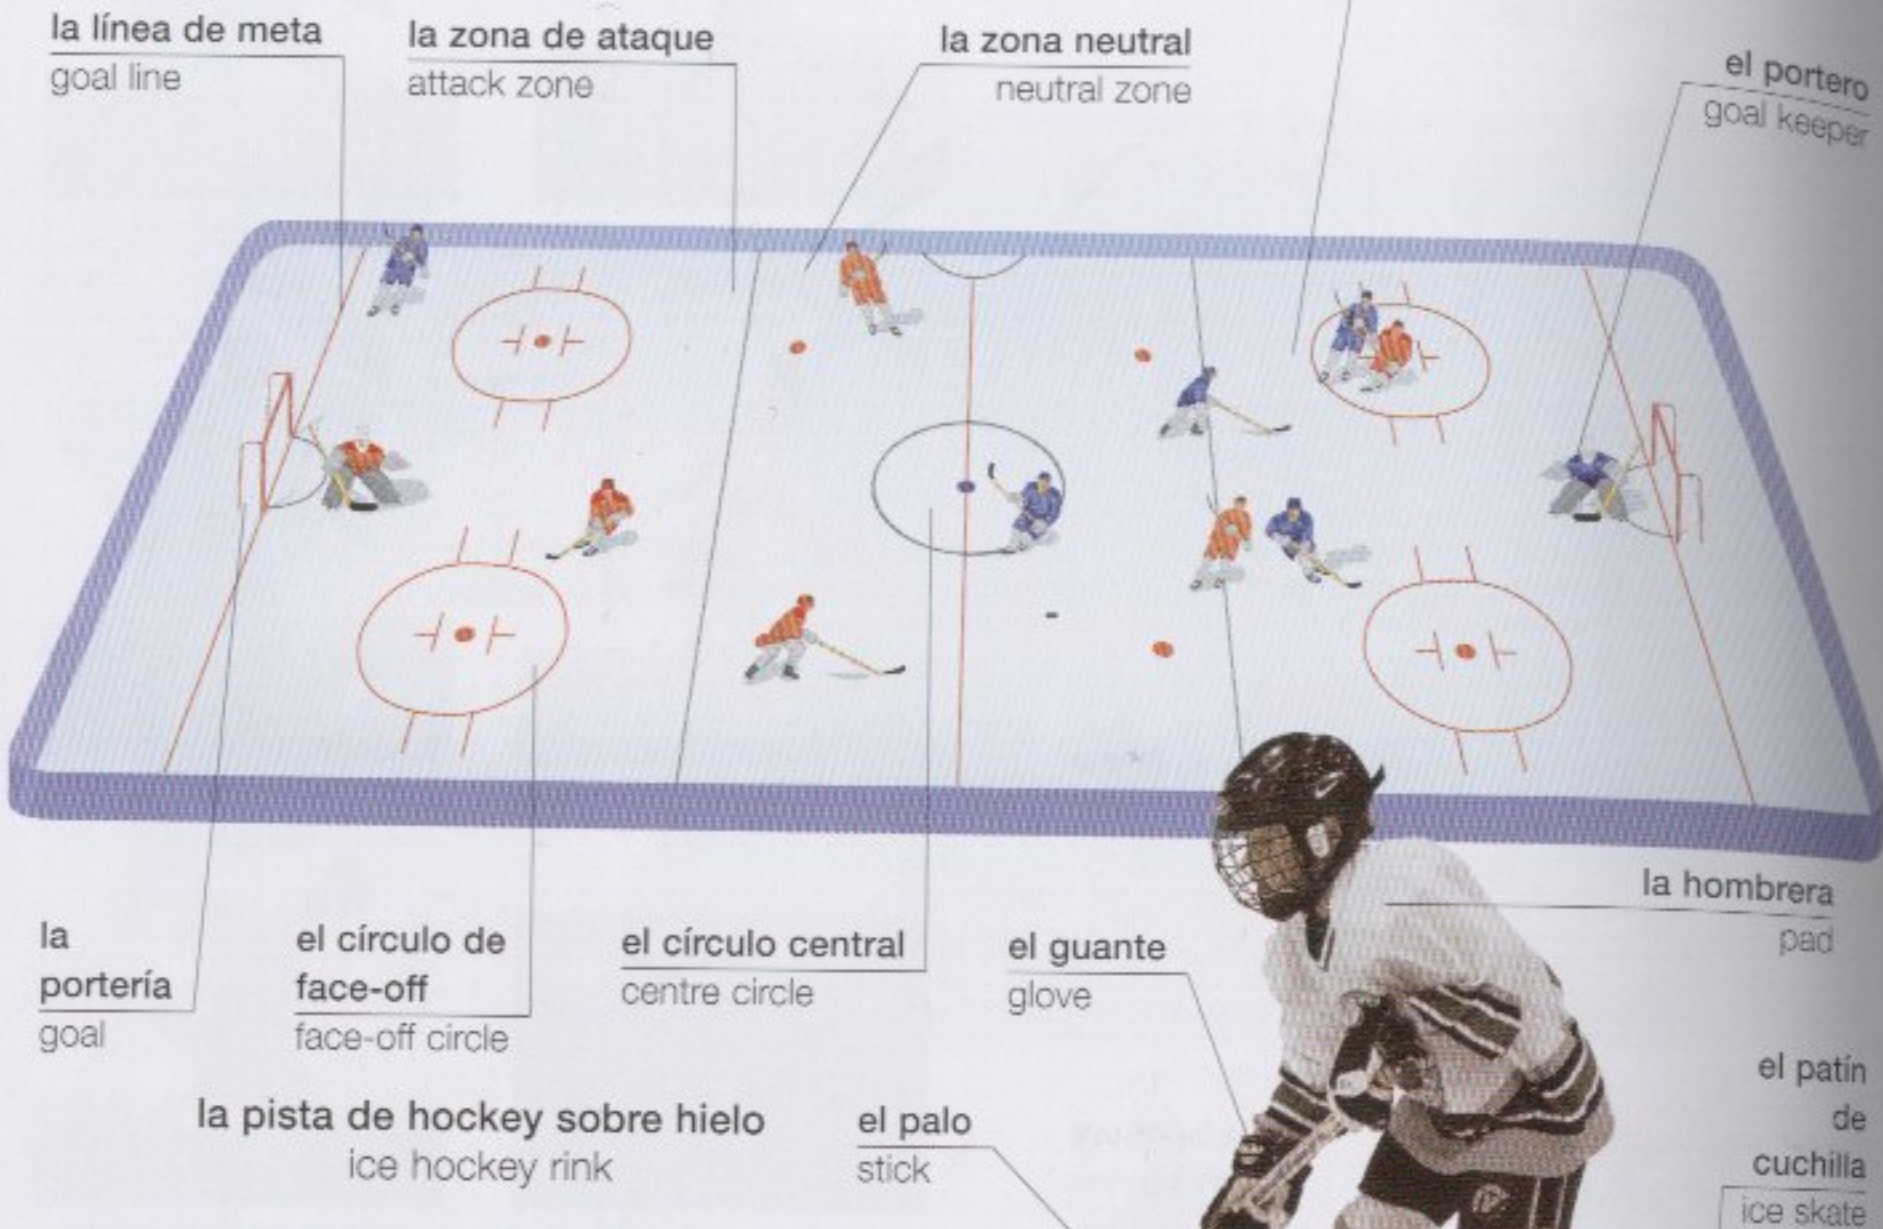 la línea de meta
goal line
la zona de ataque
attack zone
la zona neutral
neutral zone
el portero
goal keeper
la
portería
goal
el círculo de
face-off
face-off circle
el círculo central
centre circle
el guante
glove
la hombrera
pad
la pista de hockey sobre hielo
ice hockey rink
el palo
stick
el patín
de
cuchilla
ice skate